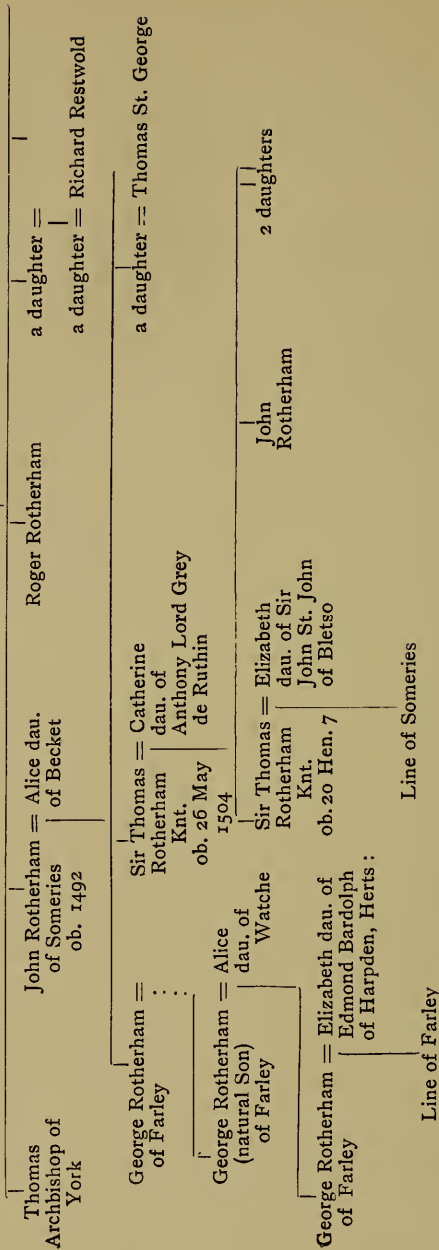 Thomas
Archbishop of
York
John Rotherham = Alice dau.
of Someries of Becket
ob. 1492
Roger Rotherham
a daughter =
a daughter = Richard Restwold
George Rotherham =
of Farley
Sir Thomas = Catherine
Rotherham dau. of
Knt. Anthony Lord Grey
ob. 26 May de Ruthin
1504
a daughter = Thomas St. George
George Rotherham = Alice
(natural Son) dau. of
of Farley Watche
Sir Thomas = Elizabeth
Rotherham dau. of Sir
Knt. John St. John
ob. 20 Hen. 7 of Bletso
John
Rotherham
2 daughters
George Rotherham = Elizabeth dau. of
of Farley Edmond Bardolph
of Harpden, Herts :
Line of Someries
Line of Farley